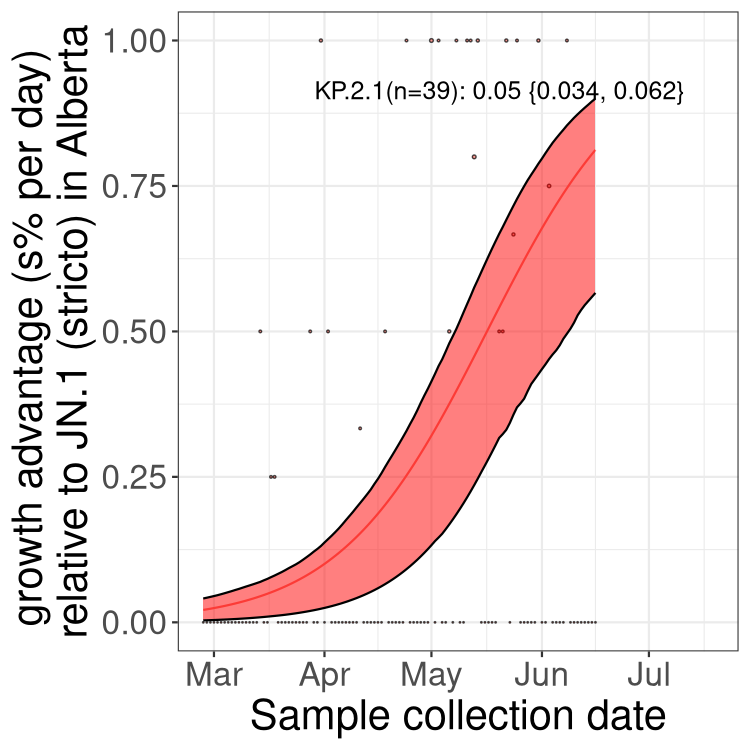 growth advantage (s% per day)
relative to JN.1 (stricto) in Alberta
1.00
0.75
0.50
0.25
0.00
KP.2.1(n=39): 0.05 {0.034, 0.062}
Mar Apr May Jun Jul
Sample collection date